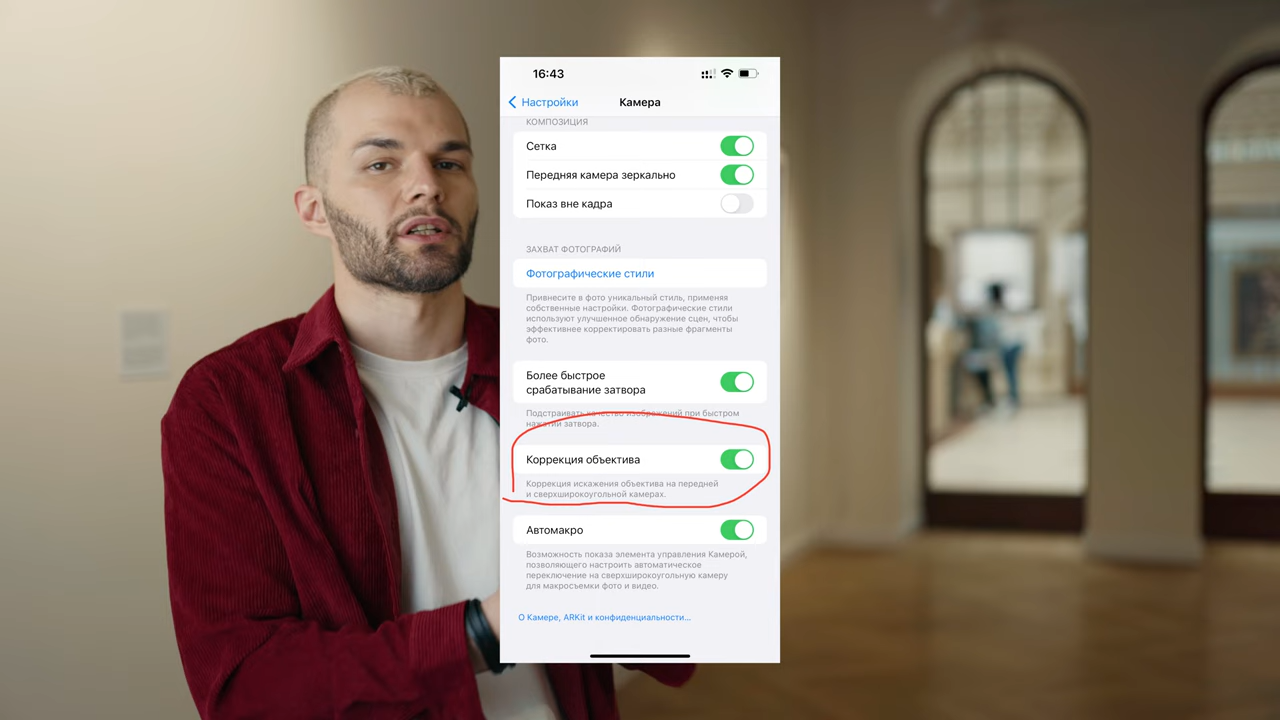 16:43
Настройки
Камера
КОМПОЗИЦИЯ
Сетка
Передняя камера зеркально
Показ вне кадра
ЗАХВАТ ФОТОГРАФИЙ
Фотографические стили
Привнесите в фото уникальный стиль, применяя
собственные настройки. Фотографические стили
используют улучшенное обнаружение сцен, чтобы
эффективнее корректировать разные фрагменты
фото.
Более быстрое
срабатывание затвора
Подстраивать качество изображений при быстром
нажатии затвора.
Коррекция объектива
Коррекция искажения объектива на передней
и сверхширокоугольной камерах.
Автомакро
Возможность показа элемента управления Камерой,
позволяющего настроить автоматическое
переключение на сверхширокоугольную камеру
для макросъемки фото и видео.
О Камере, ARKit и конфиденциальности...